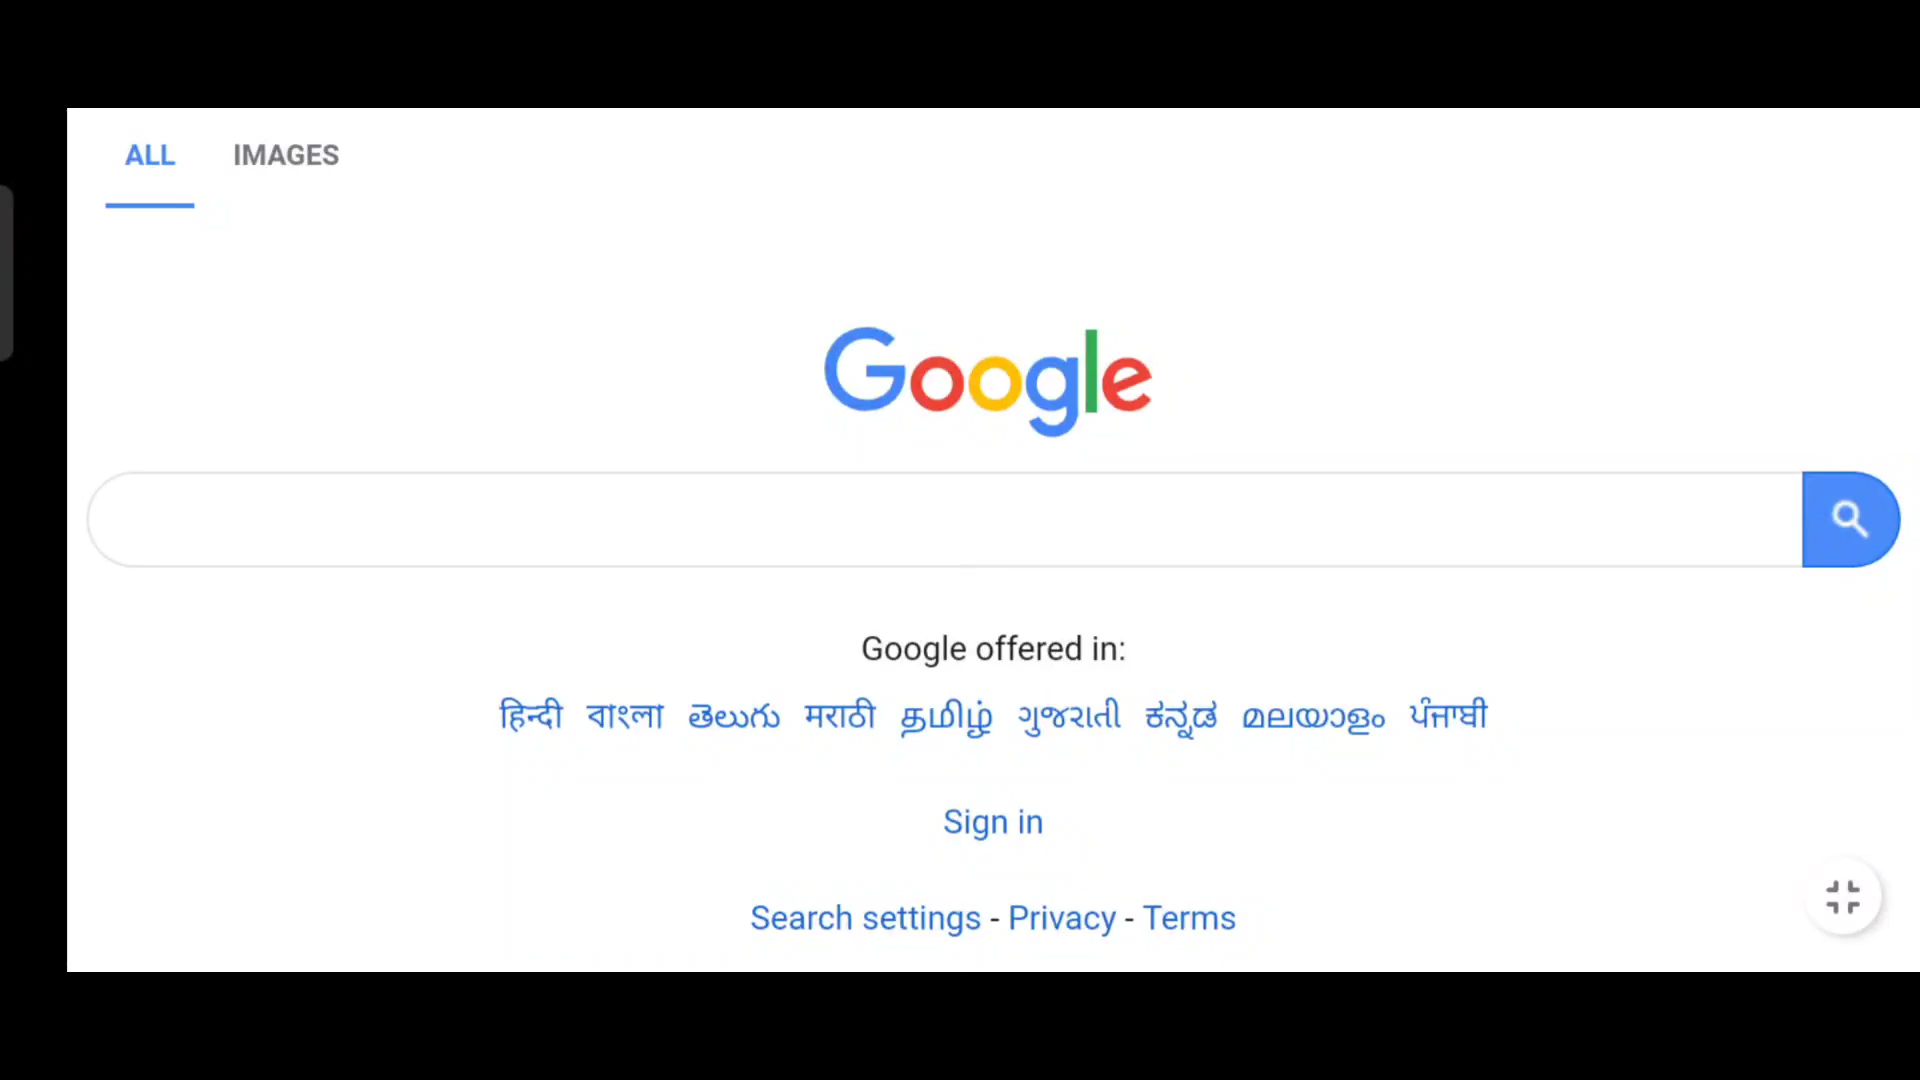 ALL IMAGES
Google
Google offered in:
हिन्दी বাংলা తెలుగు मराठी தமிழ் ગુજરાતી ಕನ್ನಡ മലയാളം ਪੰਜਾਬੀ
Sign in
Search settings - Privacy - Terms